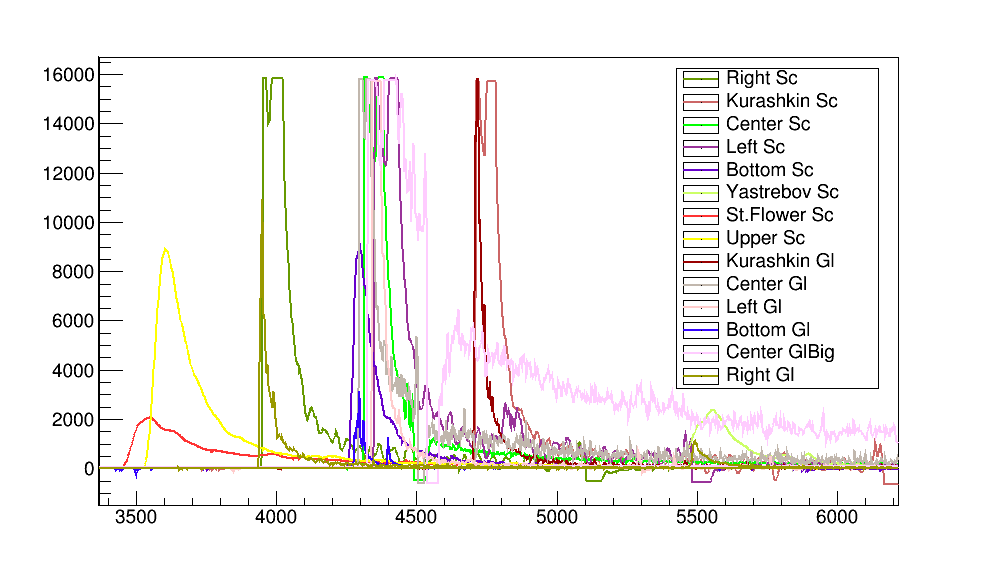 16000
14000
12000
10000
8000
6000
4000
2000
0
3500 4000 4500 5000 5500 6000
Right Sc
Kurashkin Sc
Center Sc
Left Sc
Bottom Sc
Yastrebov Sc
St.Flower Sc
Upper Sc
Kurashkin Gl
Center Gl
Left Gl
Bottom Gl
Center GlBig
Right Gl